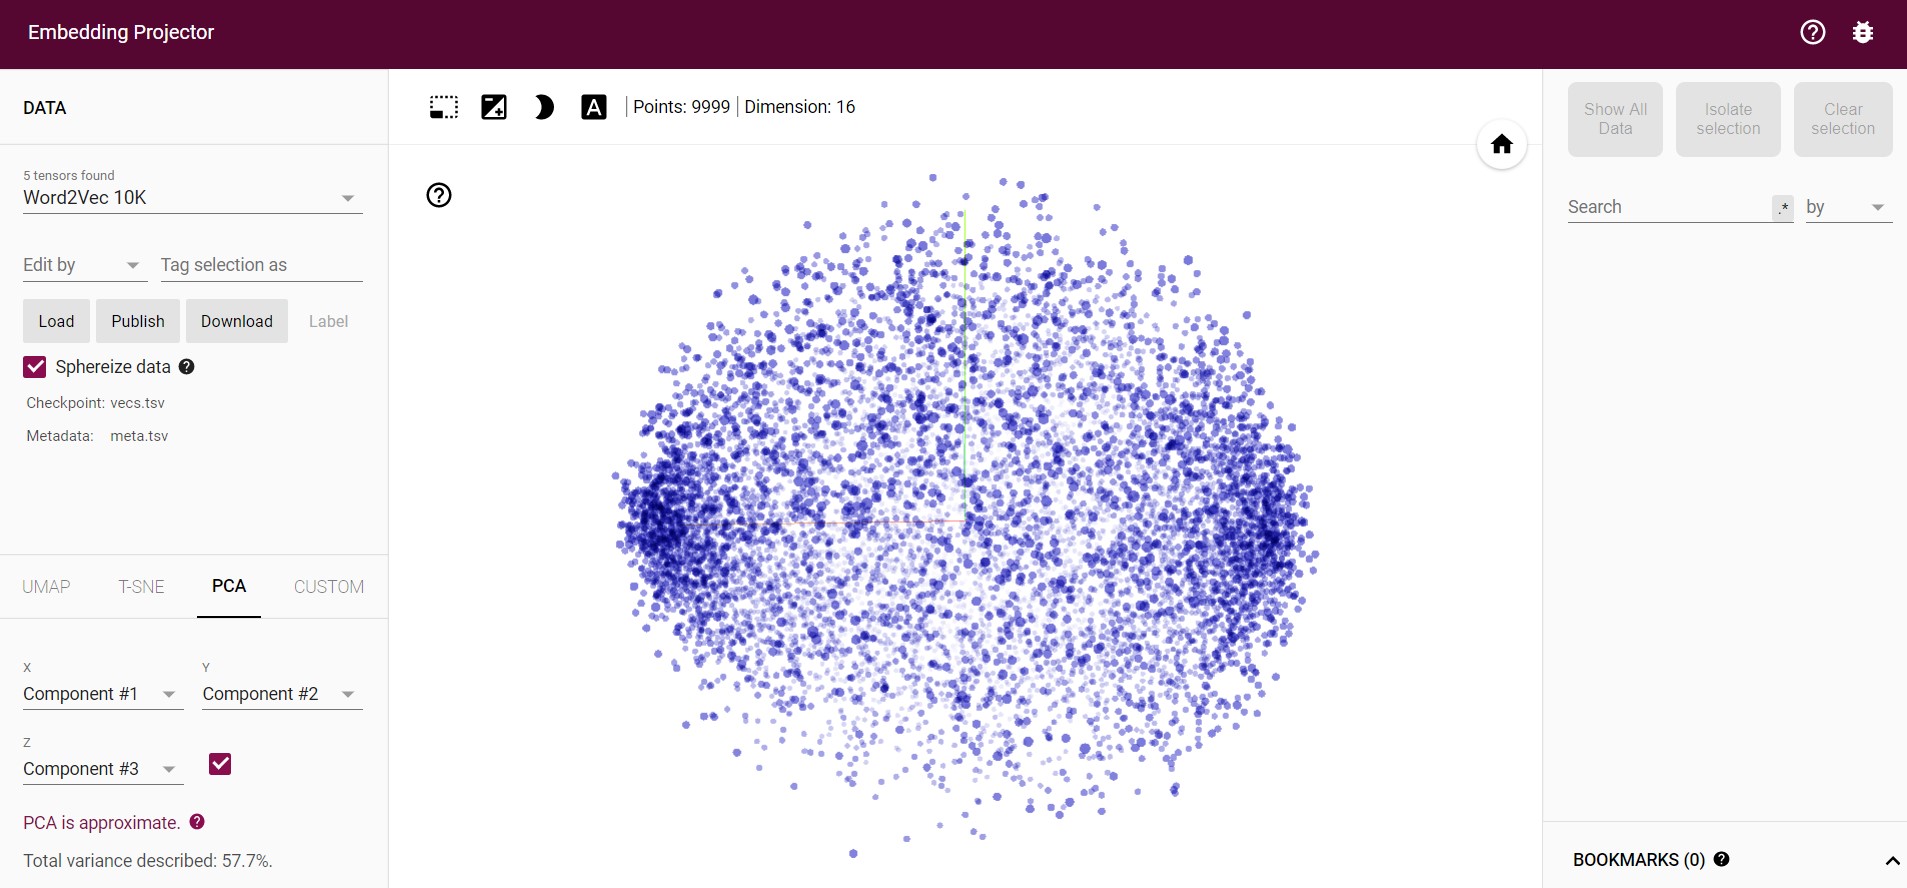 Embedding Projector
DATA
5 tensors found
Word2Vec 10K
Edit by
Tag selection as
Load
Publish
Download
Label
Sphereize data
Checkpoint: vecs.tsv
Metadata: meta.tsv
UMAP
T-SNE
PCA
CUSTOM
X
Component #1
Y
Component #2
Z
Component #3
PCA is approximate.
Total variance described: 57.7%.
A
Points: 9999
Dimension: 16
Show All
Data
Isolate
selection
Clear
selection
Search
.*
by
BOOKMARKS (0)